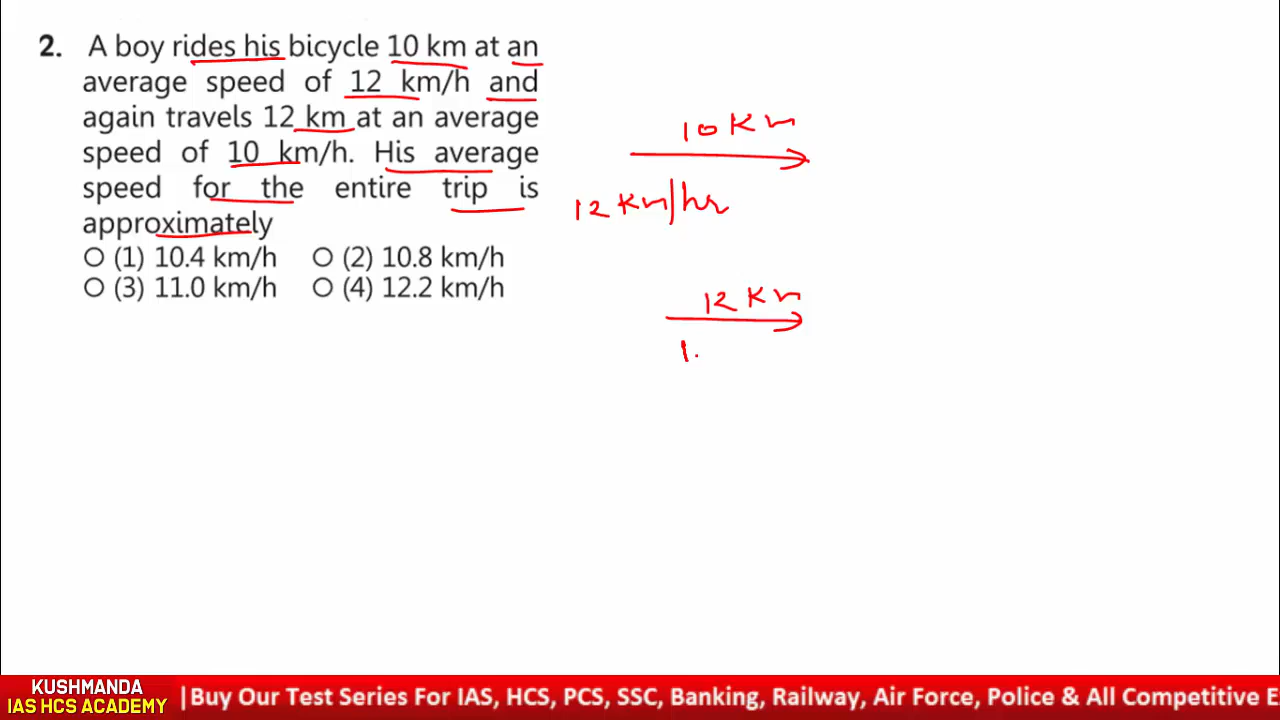 2. A boy rides his bicycle 10 km at an
average speed of 12 km/h and
again travels 12 km at an average
speed of 10 km/h. His average
speed for the entire trip is
approximately
(1) 10.4 km/h (2) 10.8 km/h
(3) 11.0 km/h (4) 12.2 km/h
10 Km
12 Km/hr
12 Km
1.
KUSHMANDA
IAS HCS ACADEMY
|Buy Our Test Series For IAS, HCS, PCS, SSC, Banking, Railway, Air Force, Police & All Competitive E